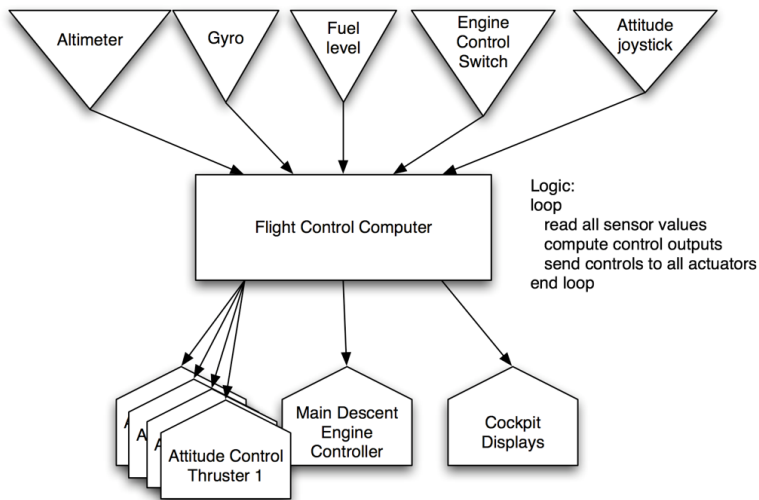 Altimeter
Gyro
Fuel
level
Engine
Control
Switch
Attitude
joystick
Flight Control Computer
Logic:
loop
read all sensor values
compute control outputs
send controls to all actuators
end loop
A
A
A
Attitude Control
Thruster 1
Main Descent
Engine
Controller
Cockpit
Displays